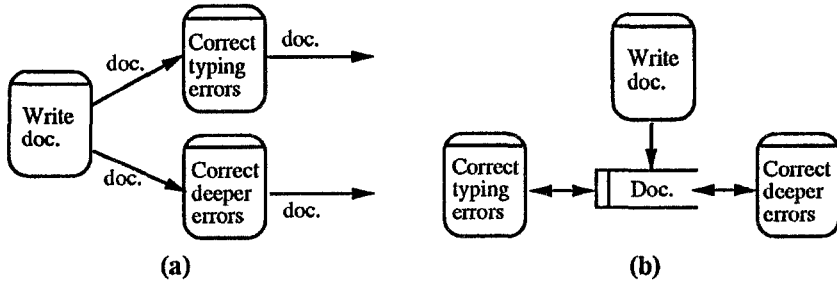 doc.
Correct
typing
errors
doc.
Write
doc.
doc.
Correct
deeper
errors
doc.
(a)
Write
doc.
Correct
typing
errors
Doc.
Correct
deeper
errors
(b)